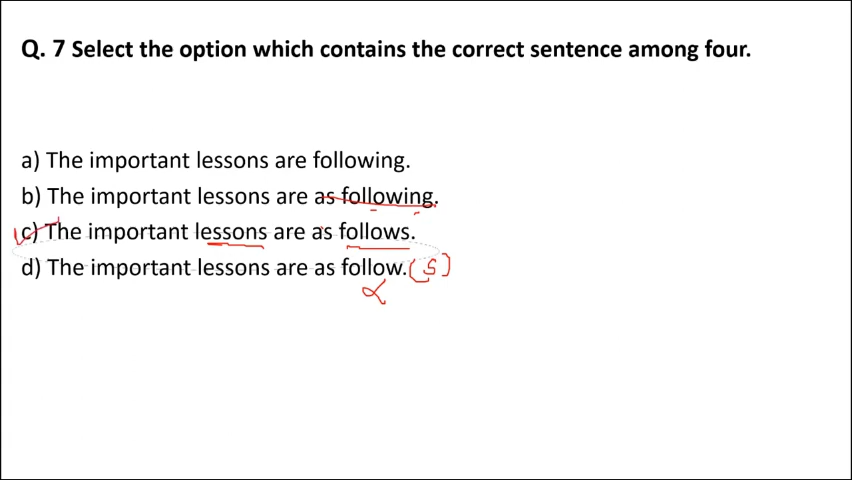 Q. 7 Select the option which contains the correct sentence among four.
a) The important lessons are following.
b) The important lessons are as following.
c) The important lessons are as follows.
d) The important lessons are as follow. (s)